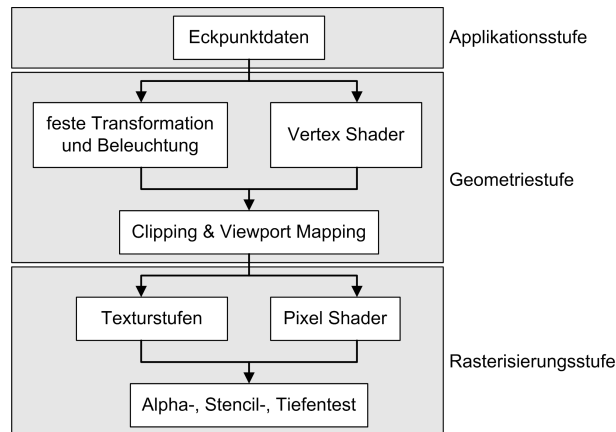 Eckpunktdaten
Applikationsstufe
feste Transformation
und Beleuchtung
Vertex Shader
Geometriestufe
Clipping & Viewport Mapping
Texturstufen
Pixel Shader
Rasterisierungsstufe
Alpha-, Stencil-, Tiefentest